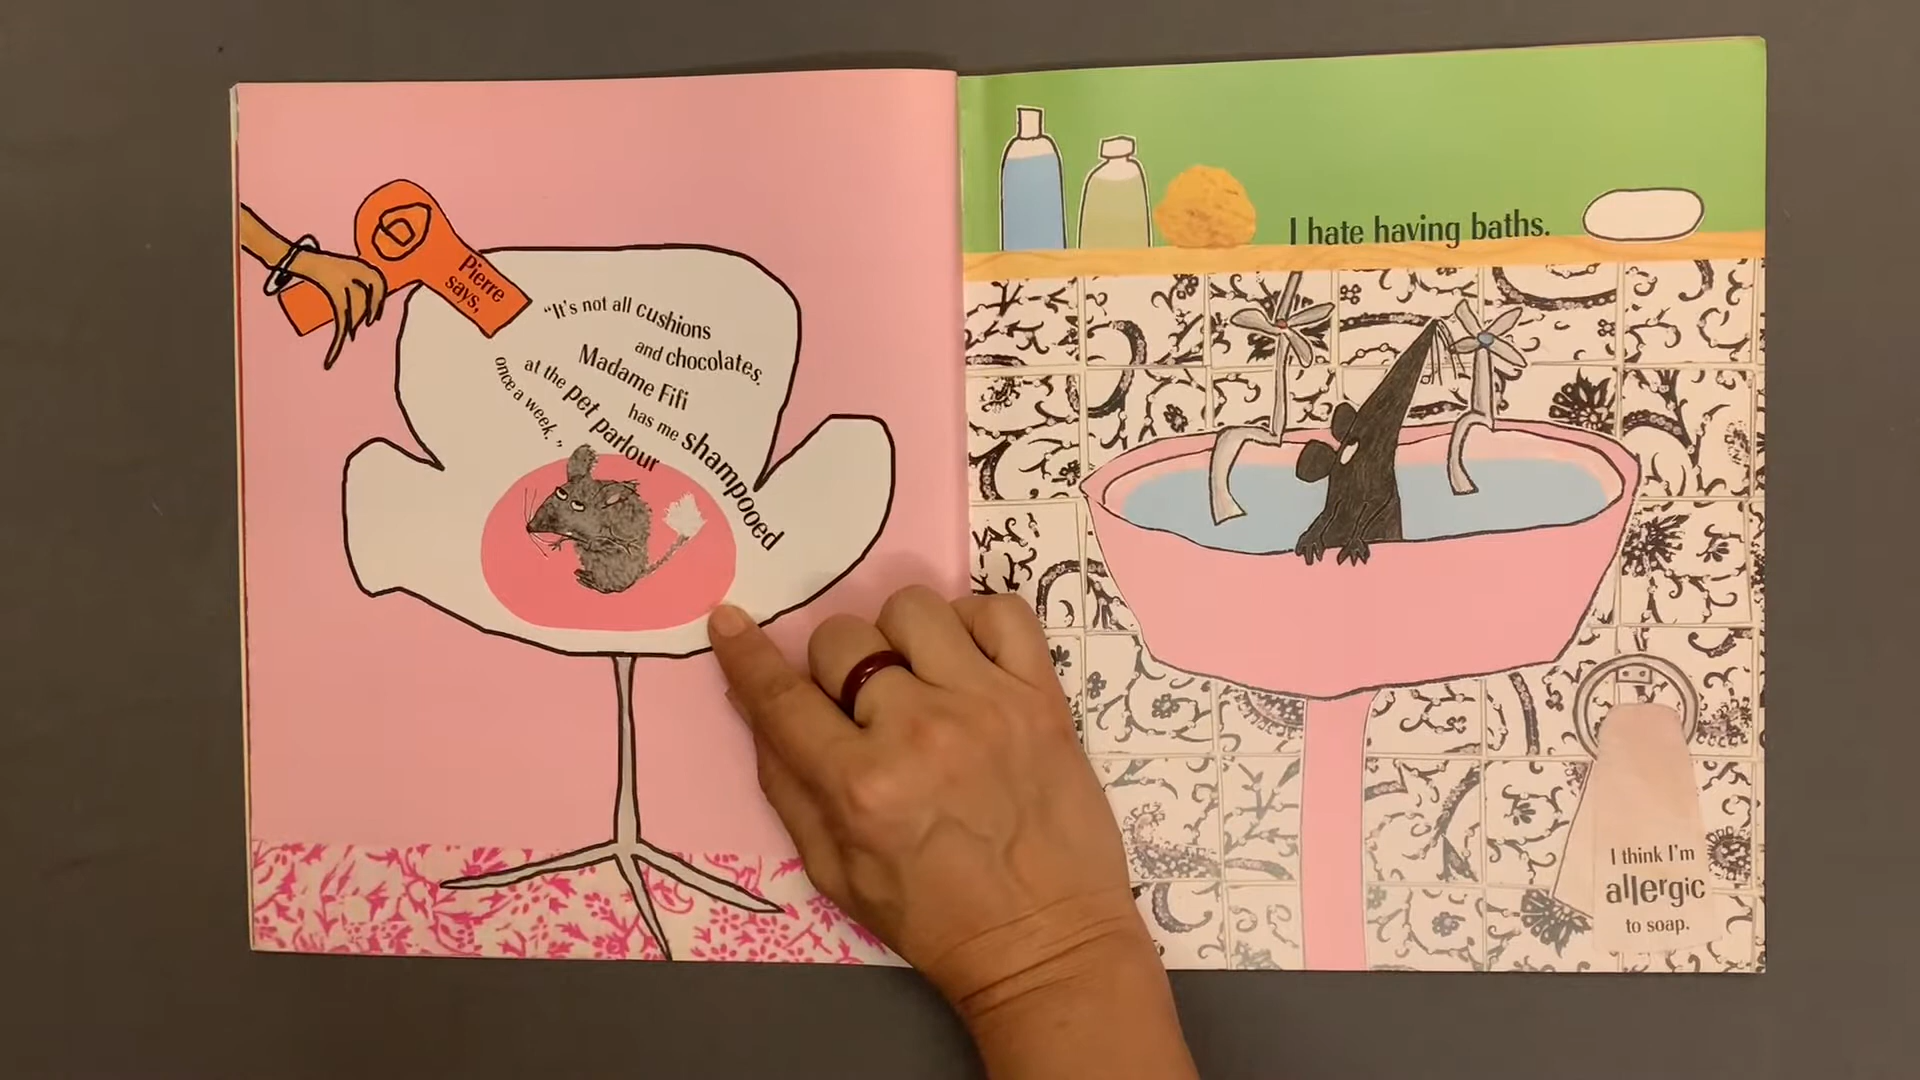 Pierre
says,
"It's not all cushions
and chocolates.
Madame Fifi
has me shampooed
at the pet parlour
once a week."
I hate having baths.
I think I'm
allergic
to soap.